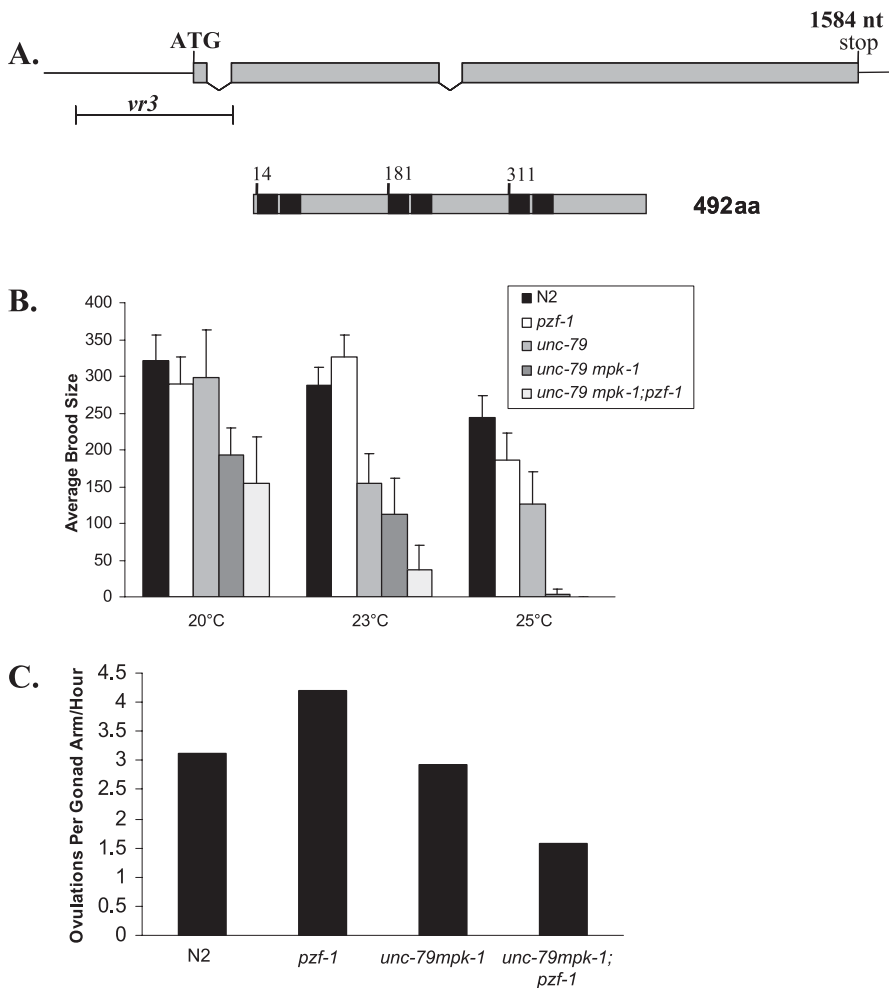 A.
ATG
1584 nt
stop
vr3
14 181 311
492aa
B.
Average Brood Size
400
350
300
250
200
150
100
50
0
20°C 23°C 25°C
N2
pzf-1
unc-79
unc-79 mpk-1
unc-79 mpk-1;pzf-1
C.
Ovulations Per Gonad Arm/Hour
4.5
4
3.5
3
2.5
2
1.5
1
0.5
0
N2 pzf-1 unc-79mpk-1 unc-79mpk-1;
pzf-1